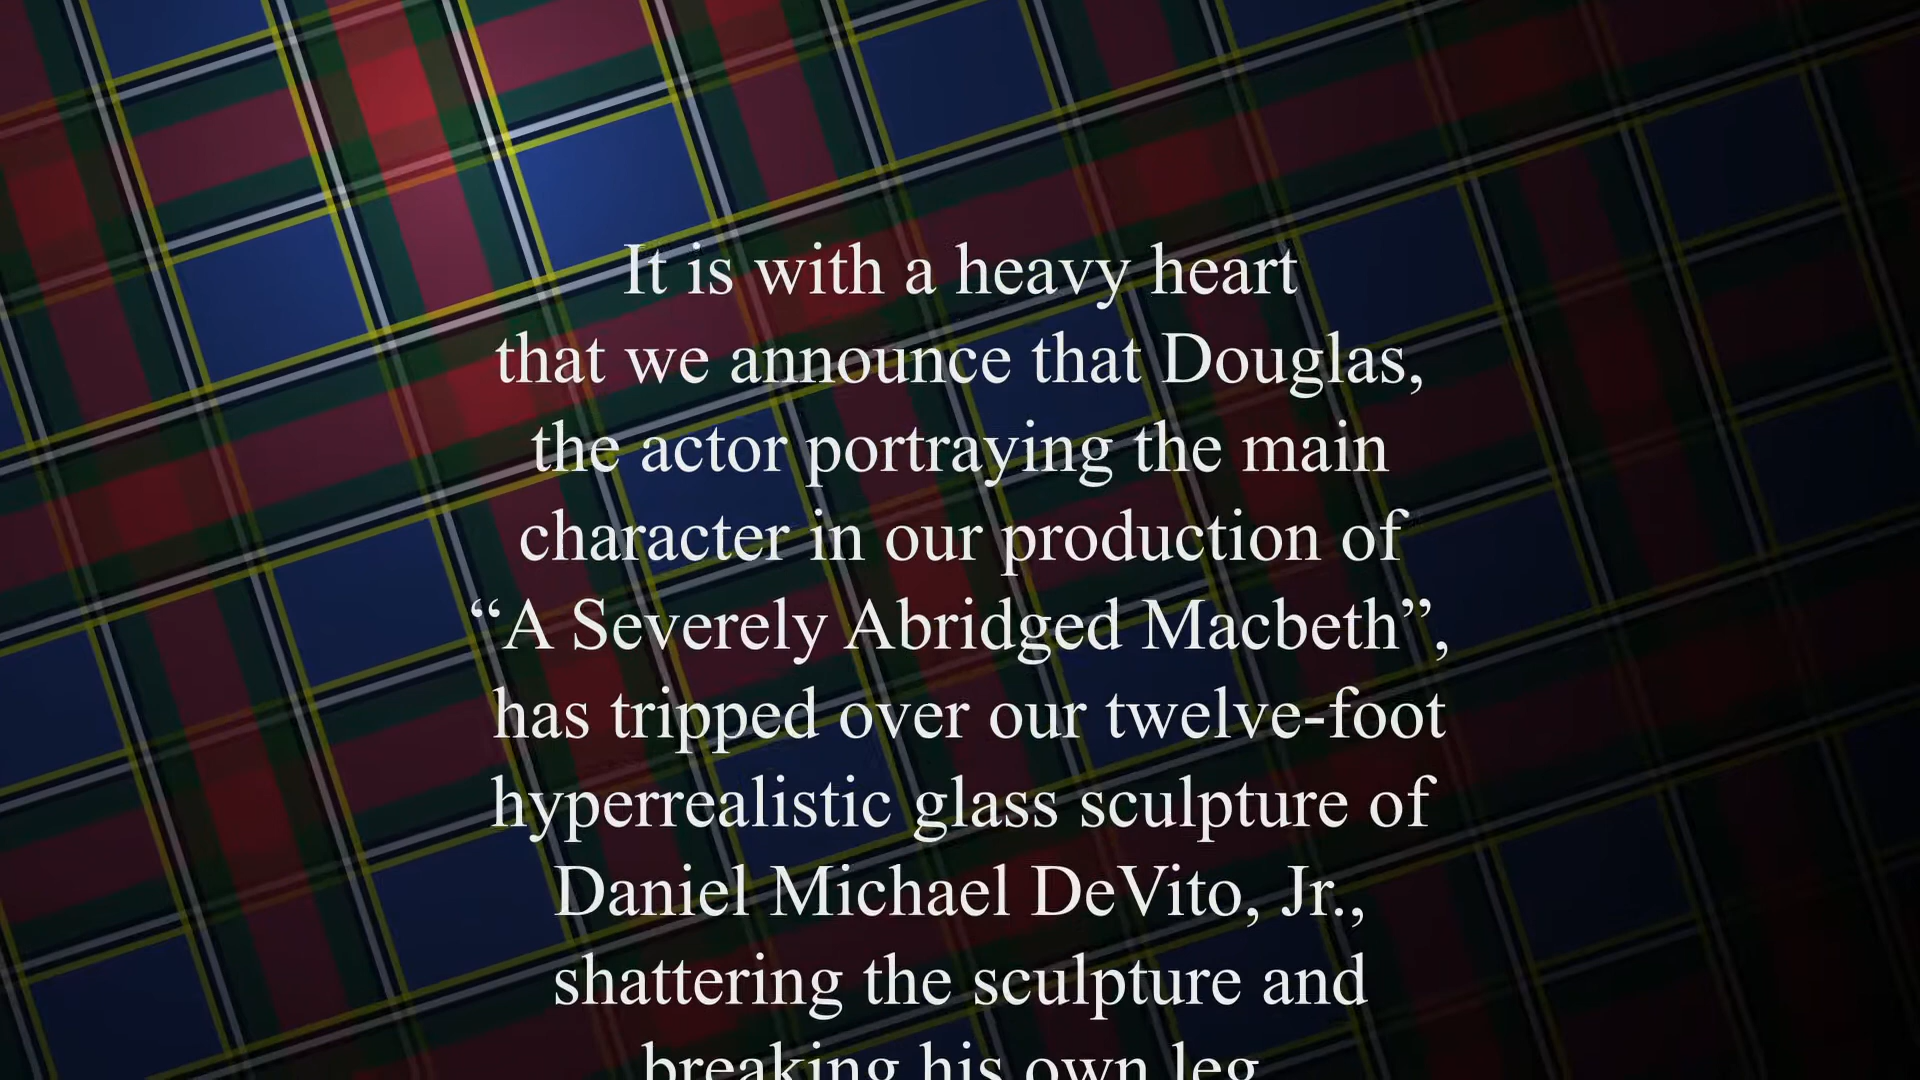 It is with a heavy heart
that we announce that Douglas,
the actor portraying the main
character in our production of
“A Severely Abridged Macbeth”,
has tripped over our twelve-foot
hyperrealistic glass sculpture of
Daniel Michael DeVito, Jr.,
shattering the sculpture and
breaking his own leg